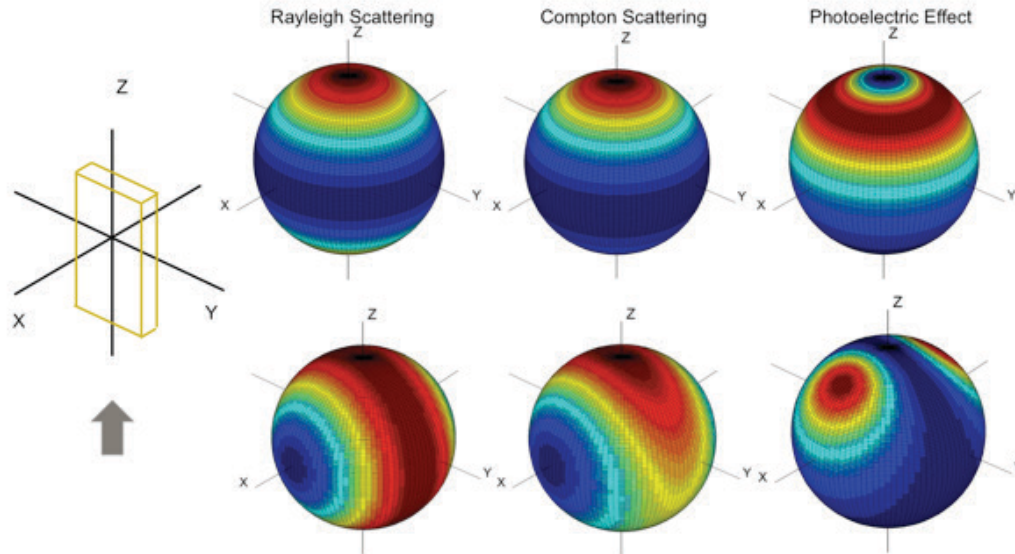 Rayleigh Scattering
Compton Scattering
Photoelectric Effect
Z
Z
Z
Z
X
Y
X
Y
X
Y
X
Y
Z
Z
Z
X
Y
X
Y
X